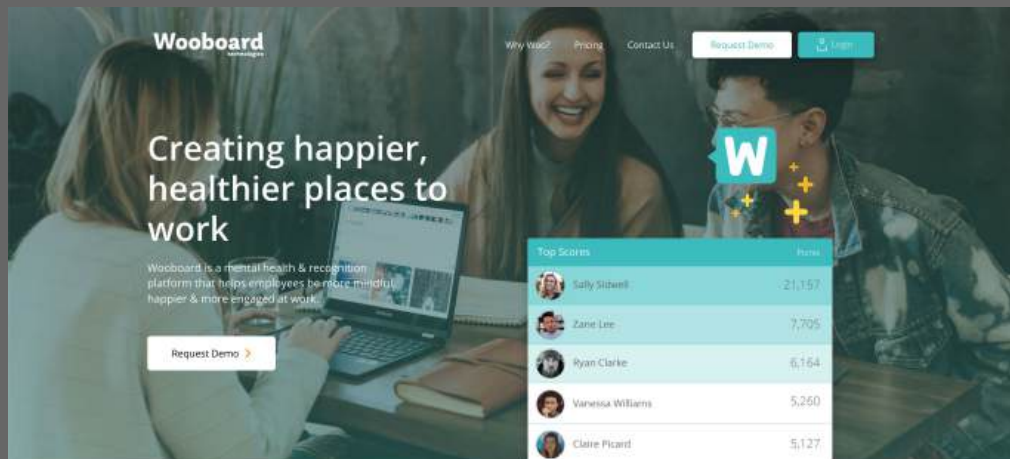 Wooboard
technologies
Why Woo?
Pricing
Contact Us
Request Demo
Login
Creating happier,
healthier places to
work
Wooboard is a mental health & recognition
platform that helps employees be more mindful,
happier & more engaged at work.
Request Demo
W
Top Scores
Points
Sally Sidwell 21,157
Zane Lee 7,705
Ryan Clarke 6,164
Vanessa Williams 5,260
Claire Picard 5,127